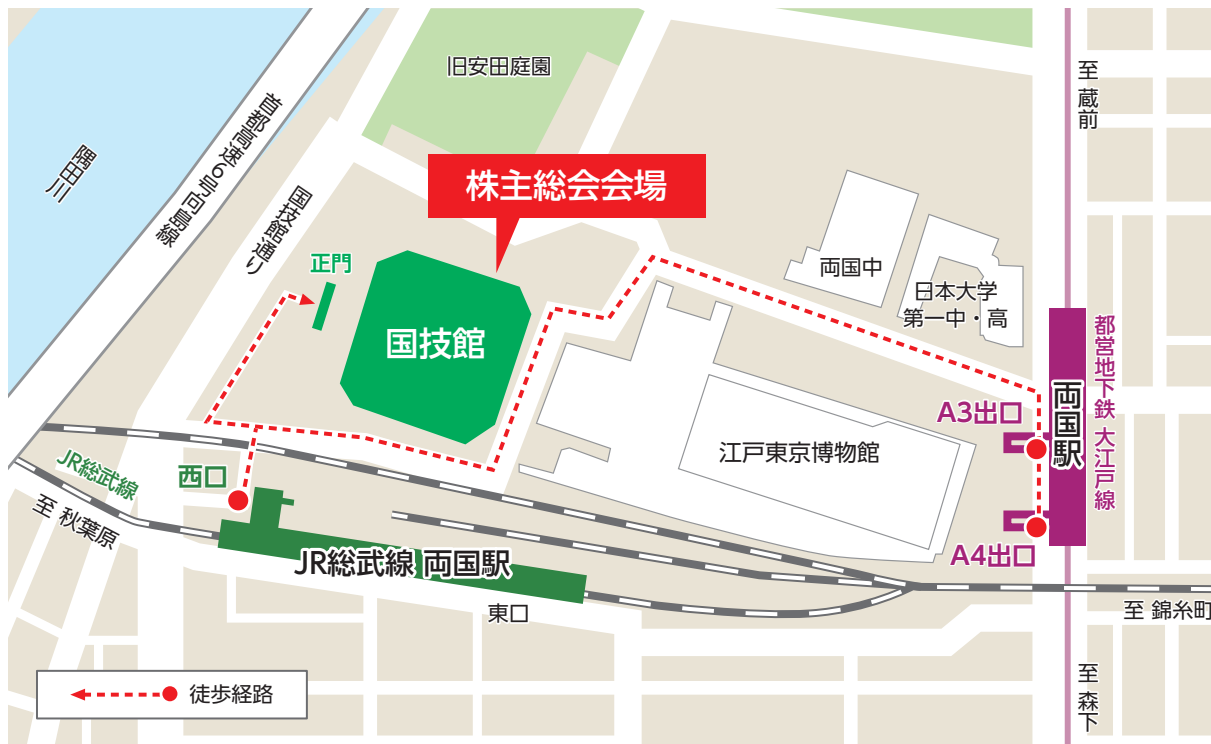 旧安田庭園
至 蔵前
首都高速6号向島線
隅田川
株主総会会場
国技館通り
正門
両国中
日本大学
第一中・高
国技館
都営地下鉄 大江戸線
両国駅
A3出口
江戸東京博物館
JR総武線
西口
至 秋葉原
A4出口
JR総武線 両国駅
東口
至 錦糸町
至 森下
徒歩経路